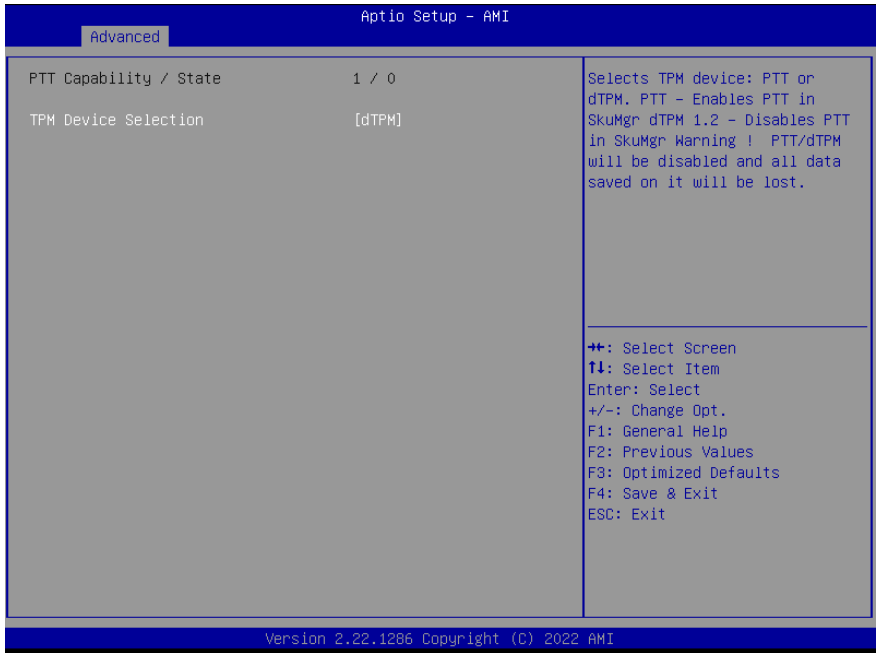 Aptio Setup – AMI
Advanced
PTT Capability / State 1 / 0
TPM Device Selection [dTPM]
Selects TPM device: PTT or
dTPM. PTT – Enables PTT in
SkuMgr dTPM 1.2 – Disables PTT
in SkuMgr Warning ! PTT/dTPM
will be disabled and all data
saved on it will be lost.
→←: Select Screen
↑↓: Select Item
Enter: Select
+/-: Change Opt.
F1: General Help
F2: Previous Values
F3: Optimized Defaults
F4: Save & Exit
ESC: Exit
Version 2.22.1286 Copyright (C) 2022 AMI